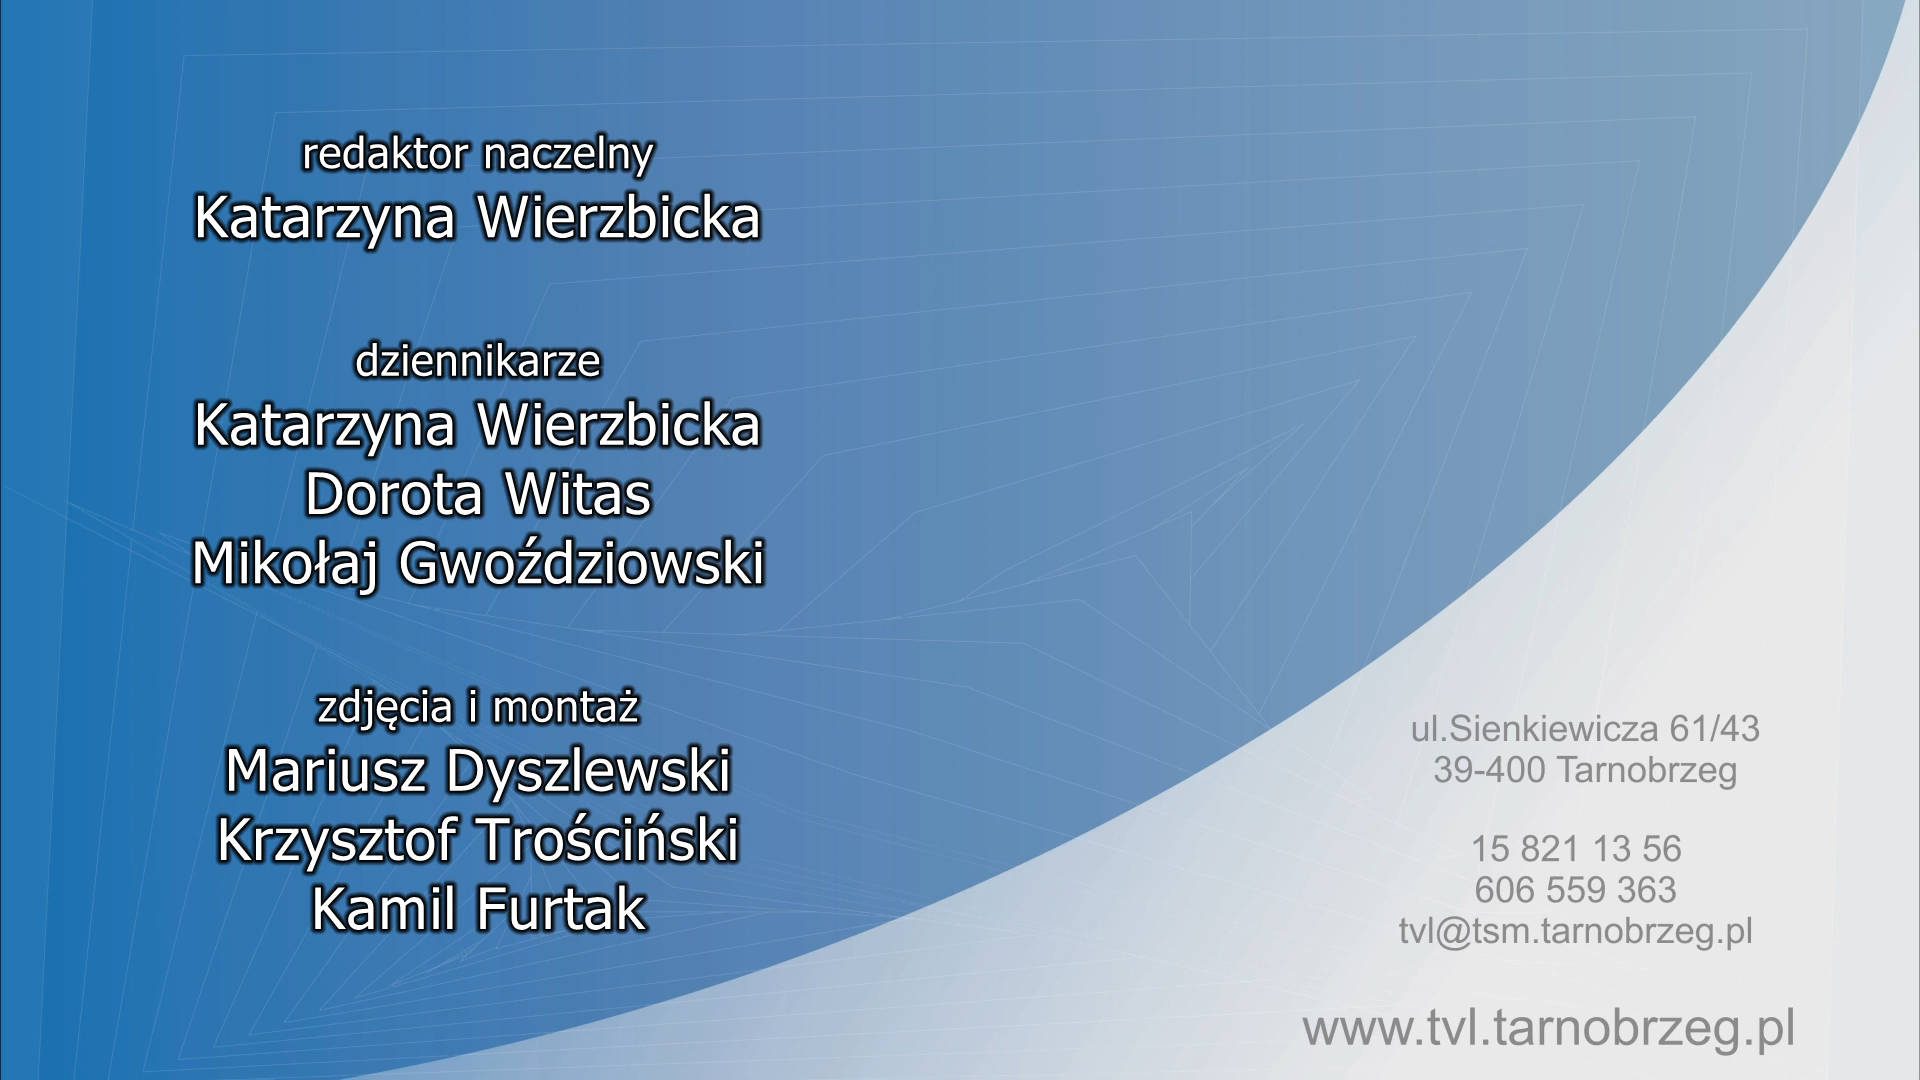 redaktor naczelny
Katarzyna Wierzbicka
dziennikarze
Katarzyna Wierzbicka
Dorota Witas
Mikołaj Gwoździowski
zdjęcia i montaż
Mariusz Dyszlewski
Krzysztof Trościński
Kamil Furtak
ul.Sienkiewicza 61/43
39-400 Tarnobrzeg
15 821 13 56
606 559 363
tvl@tsm.tarnobrzeg.pl
www.tvl.tarnobrzeg.pl